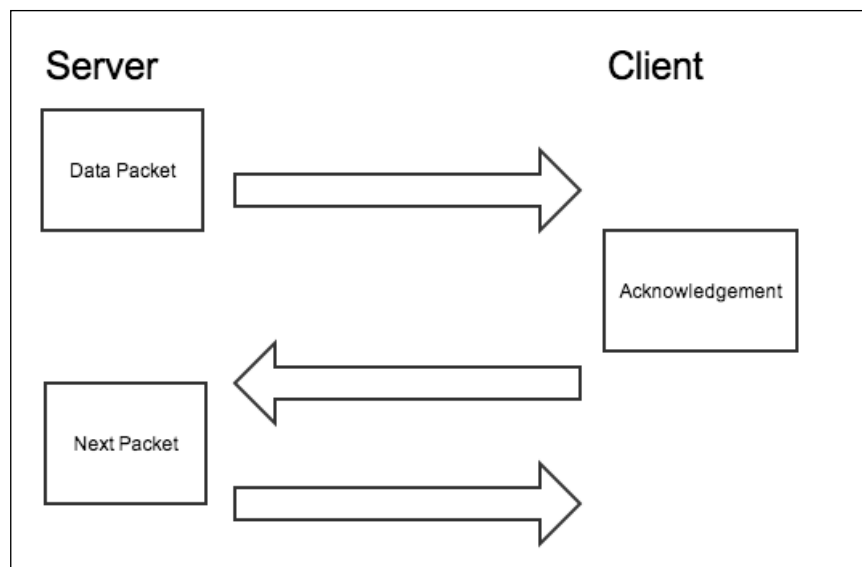 Server
Client
Data Packet
Acknowledgement
Next Packet